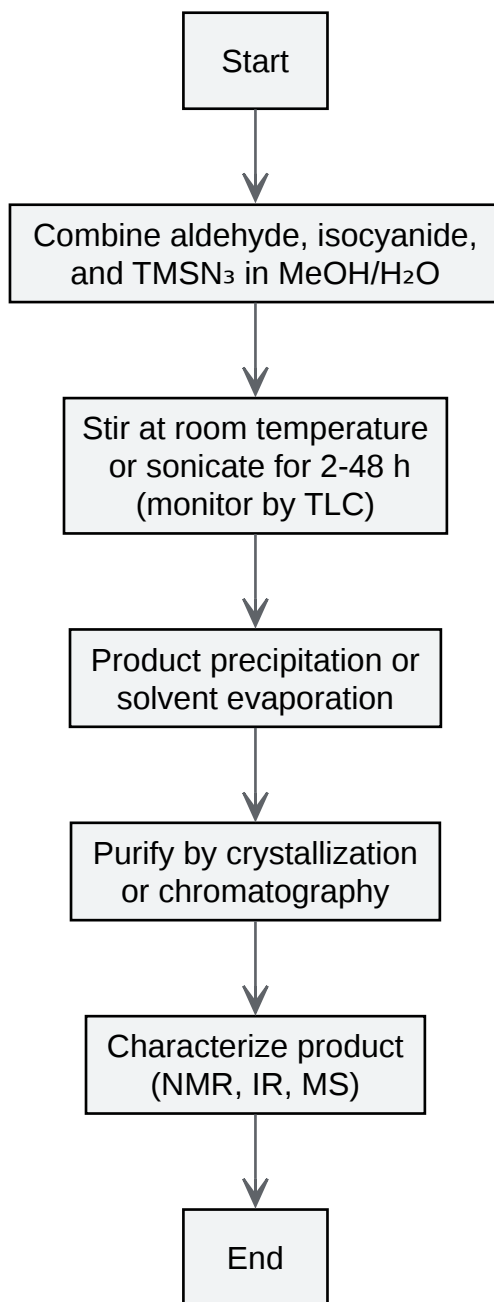 Start
Combine aldehyde, isocyanide,
and TMSN₃ in MeOH/H₂O
Stir at room temperature
or sonicate for 2-48 h
(monitor by TLC)
Product precipitation or
solvent evaporation
Purify by crystallization
or chromatography
Characterize product
(NMR, IR, MS)
End